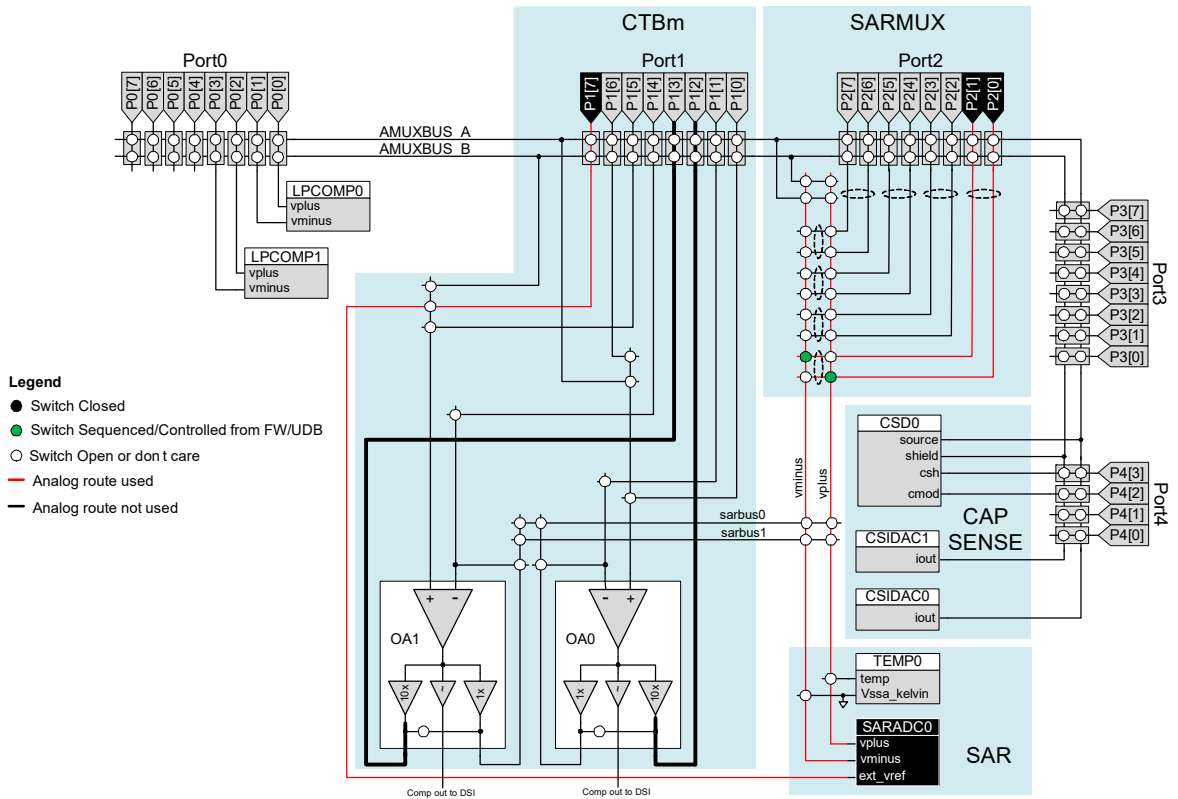 CTBm
SARMUX
Port0
Port1
Port2
P0[7]
P0[6]
P0[5]
P0[4]
P0[3]
P0[2]
P0[1]
P0[0]
P1[7]
P1[6]
P1[5]
P1[4]
P1[3]
P1[2]
P1[1]
P1[0]
P2[7]
P2[6]
P2[5]
P2[4]
P2[3]
P2[2]
P2[1]
P2[0]
AMUXBUS_A
AMUXBUS_B
LPCOMP0
vplus
vminus
LPCOMP1
vplus
vminus
P3[7]
P3[6]
P3[5]
P3[4]
P3[3]
P3[2]
P3[1]
P3[0]
Port3
Legend
Switch Closed
Switch Sequenced/Controlled from FW/UDB
Switch Open or don t care
Analog route used
Analog route not used
vminus
vplus
CSD0
source
shield
csh
cmod
P4[3]
P4[2]
P4[1]
P4[0]
Port4
CAP
SENSE
sarbus0
sarbus1
CSIDAC1
iout
CSIDAC0
iout
+
-
OA1
10x
~
1x
-
+
OA0
1x
~
10x
TEMP0
temp
Vssa_kelvin
SARADC0
vplus
vminus
ext_vref
SAR
Comp out to DSI
Comp out to DSI